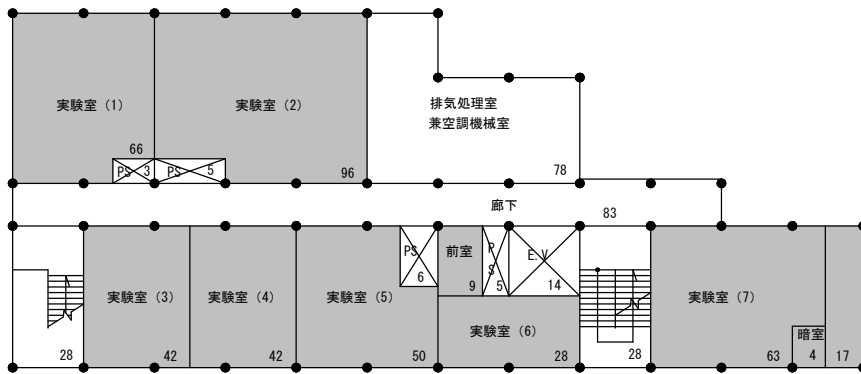 実験室（1）
実験室（2）
排気処理室
兼空調機械室
66
PS 3
PS 5
96
78
廊下
83
PS
6
前室
9
PS
5
E.V
14
実験室（3）
実験室（4）
実験室（5）
実験室（6）
実験室（7）
暗室
28
42
42
50
28
28
63
4
17